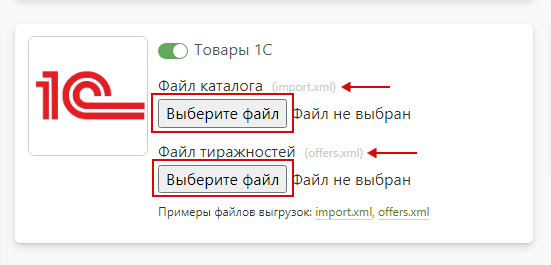 1С
Товары 1С
Файл каталога (import.xml)
Выберите файл Файл не выбран
Файл тиражностей (offers.xml)
Выберите файл Файл не выбран
Примеры файлов выгрузок: import.xml, offers.xml